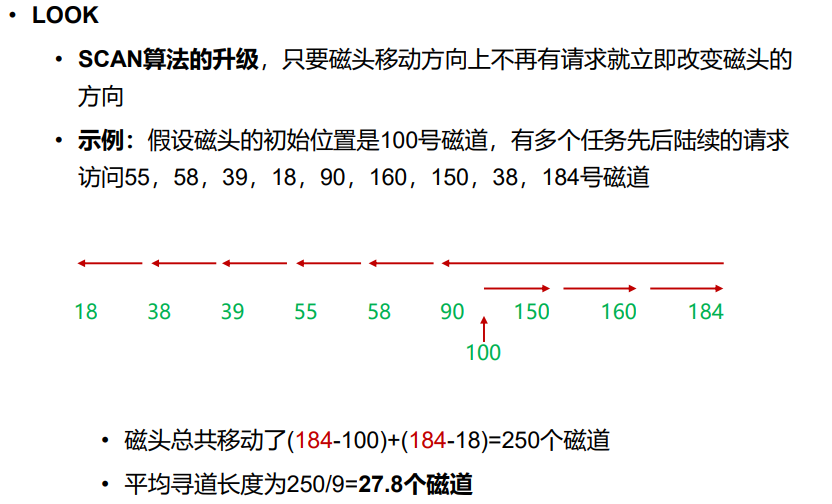 • LOOK
• SCAN算法的升级，只要磁头移动方向上不再有请求就立即改变磁头的
方向
• 示例：假设磁头的初始位置是100号磁道，有多个任务先后陆续的请求
访问55，58，39，18，90，160，150，38，184号磁道
18 38 39 55 58 90 150 160 184
100
• 磁头总共移动了(184-100)+(184-18)=250个磁道
• 平均寻道长度为250/9=27.8个磁道